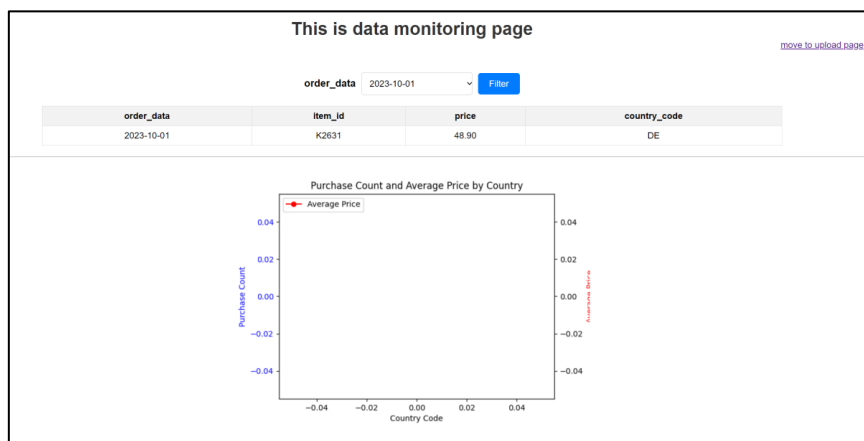 This is data monitoring page
move to upload page
order_data 2023-10-01 Filter
order_data item_id price country_code
2023-10-01 K2631 48.90 DE
Purchase Count and Average Price by Country
Average Price
0.04 0.04
0.02 0.02
0.00 0.00
−0.02 −0.02
−0.04 −0.04
Purchase Count
Average Price
−0.04 −0.02 0.00 0.02 0.04
Country Code